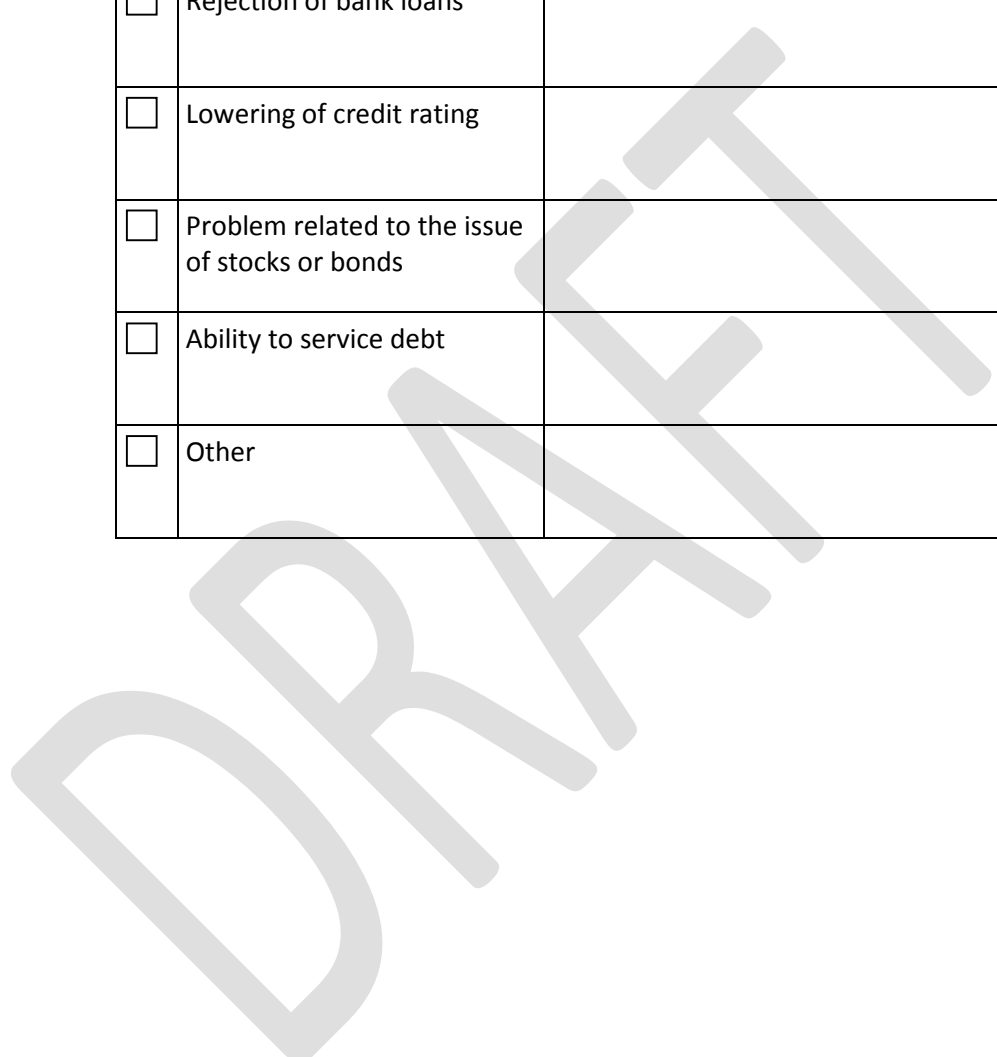 Rejection of bank loans
Lowering of credit rating
Problem related to the issue
of stocks or bonds
Ability to service debt
Other
DRAFT